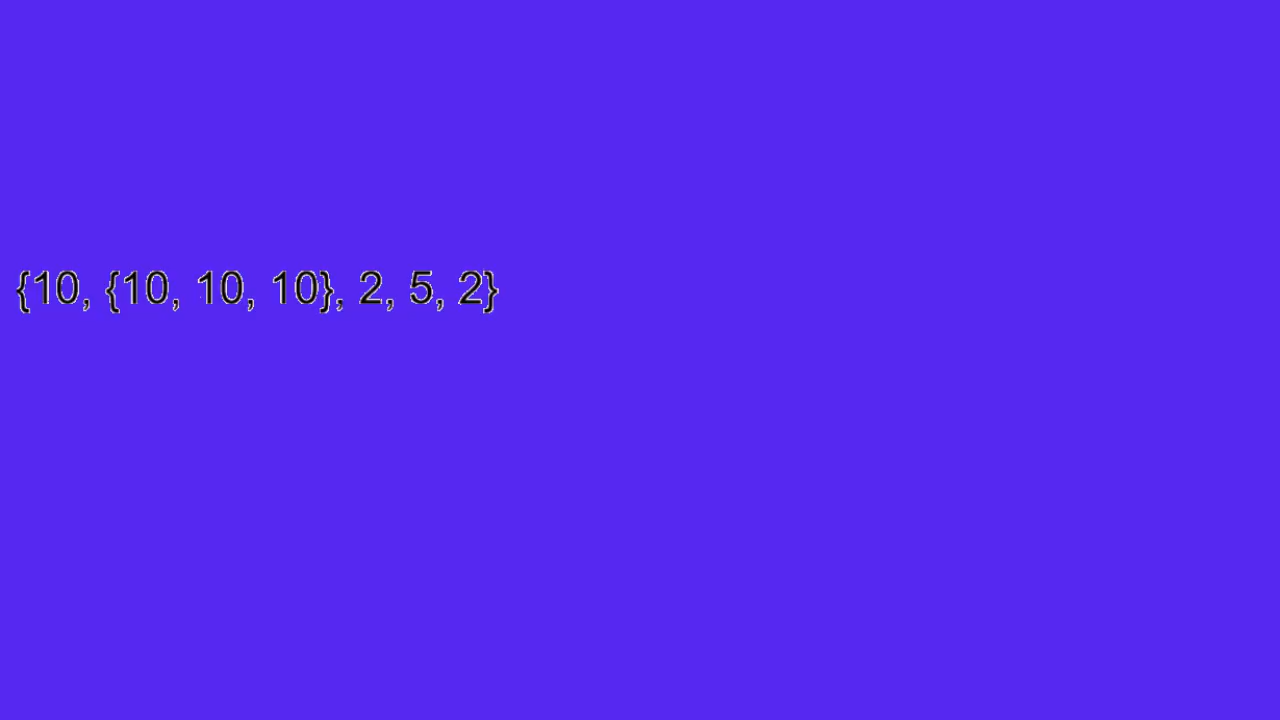 {10, {10, 10, 10}, 2, 5, 2}